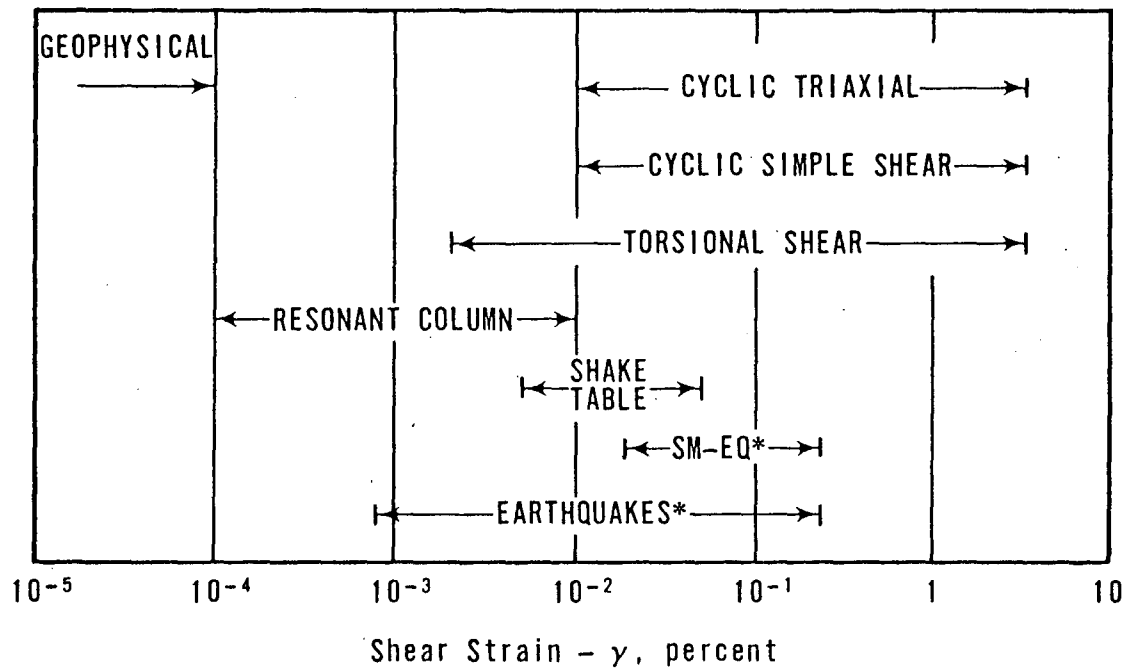 GEOPHYSICAL
CYCLIC TRIAXIAL
CYCLIC SIMPLE SHEAR
TORSIONAL SHEAR
RESONANT COLUMN
SHAKE
TABLE
SM-EQ*
EARTHQUAKES*
10⁻⁵ 10⁻⁴ 10⁻³ 10⁻² 10⁻¹ 1 10
Shear Strain - γ, percent